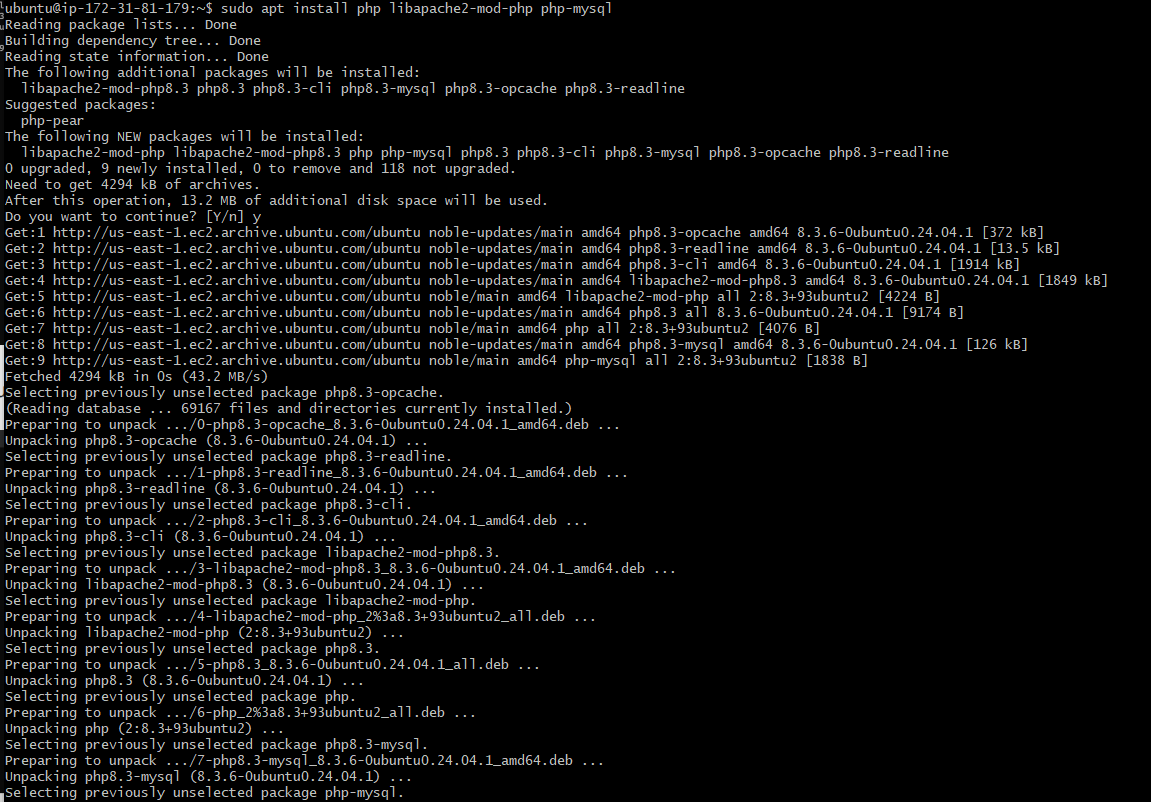 ubuntu@ip-172-31-81-179:~$ sudo apt install php libapache2-mod-php php-mysql
Reading package lists... Done
Building dependency tree... Done
Reading state information... Done
The following additional packages will be installed:
  libapache2-mod-php8.3 php8.3 php8.3-cli php8.3-mysql php8.3-opcache php8.3-readline
Suggested packages:
  php-pear
The following NEW packages will be installed:
  libapache2-mod-php libapache2-mod-php8.3 php php-mysql php8.3 php8.3-cli php8.3-mysql php8.3-opcache php8.3-readline
0 upgraded, 9 newly installed, 0 to remove and 118 not upgraded.
Need to get 4294 kB of archives.
After this operation, 13.2 MB of additional disk space will be used.
Do you want to continue? [Y/n] y
Get:1 http://us-east-1.ec2.archive.ubuntu.com/ubuntu noble-updates/main amd64 php8.3-opcache amd64 8.3.6-0ubuntu0.24.04.1 [372 kB]
Get:2 http://us-east-1.ec2.archive.ubuntu.com/ubuntu noble-updates/main amd64 php8.3-readline amd64 8.3.6-0ubuntu0.24.04.1 [13.5 kB]
Get:3 http://us-east-1.ec2.archive.ubuntu.com/ubuntu noble-updates/main amd64 php8.3-cli amd64 8.3.6-0ubuntu0.24.04.1 [1914 kB]
Get:4 http://us-east-1.ec2.archive.ubuntu.com/ubuntu noble-updates/main amd64 libapache2-mod-php8.3 amd64 8.3.6-0ubuntu0.24.04.1 [1849 kB]
Get:5 http://us-east-1.ec2.archive.ubuntu.com/ubuntu noble/main amd64 libapache2-mod-php all 2:8.3+93ubuntu2 [4224 B]
Get:6 http://us-east-1.ec2.archive.ubuntu.com/ubuntu noble-updates/main amd64 php8.3 all 8.3.6-0ubuntu0.24.04.1 [9174 B]
Get:7 http://us-east-1.ec2.archive.ubuntu.com/ubuntu noble/main amd64 php all 2:8.3+93ubuntu2 [4076 B]
Get:8 http://us-east-1.ec2.archive.ubuntu.com/ubuntu noble-updates/main amd64 php8.3-mysql amd64 8.3.6-0ubuntu0.24.04.1 [126 kB]
Get:9 http://us-east-1.ec2.archive.ubuntu.com/ubuntu noble/main amd64 php-mysql all 2:8.3+93ubuntu2 [1838 B]
Fetched 4294 kB in 0s (43.2 MB/s)
Selecting previously unselected package php8.3-opcache.
(Reading database ... 69167 files and directories currently installed.)
Preparing to unpack .../0-php8.3-opcache_8.3.6-0ubuntu0.24.04.1_amd64.deb ...
Unpacking php8.3-opcache (8.3.6-0ubuntu0.24.04.1) ...
Selecting previously unselected package php8.3-readline.
Preparing to unpack .../1-php8.3-readline_8.3.6-0ubuntu0.24.04.1_amd64.deb ...
Unpacking php8.3-readline (8.3.6-0ubuntu0.24.04.1) ...
Selecting previously unselected package php8.3-cli.
Preparing to unpack .../2-php8.3-cli_8.3.6-0ubuntu0.24.04.1_amd64.deb ...
Unpacking php8.3-cli (8.3.6-0ubuntu0.24.04.1) ...
Selecting previously unselected package libapache2-mod-php8.3.
Preparing to unpack .../3-libapache2-mod-php8.3_8.3.6-0ubuntu0.24.04.1_amd64.deb ...
Unpacking libapache2-mod-php8.3 (8.3.6-0ubuntu0.24.04.1) ...
Selecting previously unselected package libapache2-mod-php.
Preparing to unpack .../4-libapache2-mod-php_2%3a8.3+93ubuntu2_all.deb ...
Unpacking libapache2-mod-php (2:8.3+93ubuntu2) ...
Selecting previously unselected package php8.3.
Preparing to unpack .../5-php8.3_8.3.6-0ubuntu0.24.04.1_all.deb ...
Unpacking php8.3 (8.3.6-0ubuntu0.24.04.1) ...
Selecting previously unselected package php.
Preparing to unpack .../6-php_2%3a8.3+93ubuntu2_all.deb ...
Unpacking php (2:8.3+93ubuntu2) ...
Selecting previously unselected package php8.3-mysql.
Preparing to unpack .../7-php8.3-mysql_8.3.6-0ubuntu0.24.04.1_amd64.deb ...
Unpacking php8.3-mysql (8.3.6-0ubuntu0.24.04.1) ...
Selecting previously unselected package php-mysql.